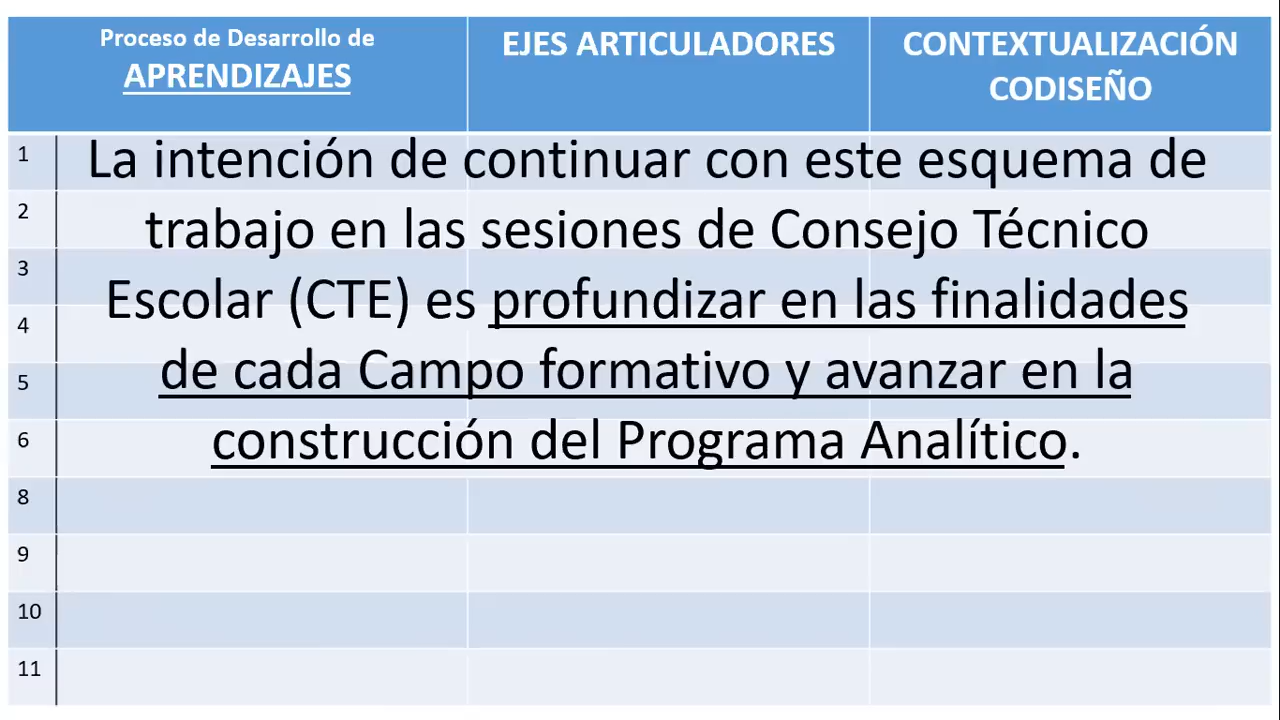 Proceso de Desarrollo de
APRENDIZAJES
EJES ARTICULADORES
CONTEXTUALIZACIÓN
CODISEÑO
1
La intención de continuar con este esquema de
2
trabajo en las sesiones de Consejo Técnico
3
Escolar (CTE) es profundizar en las finalidades
4
de cada Campo formativo y avanzar en la
5
construcción del Programa Analítico.
6
8
9
10
11